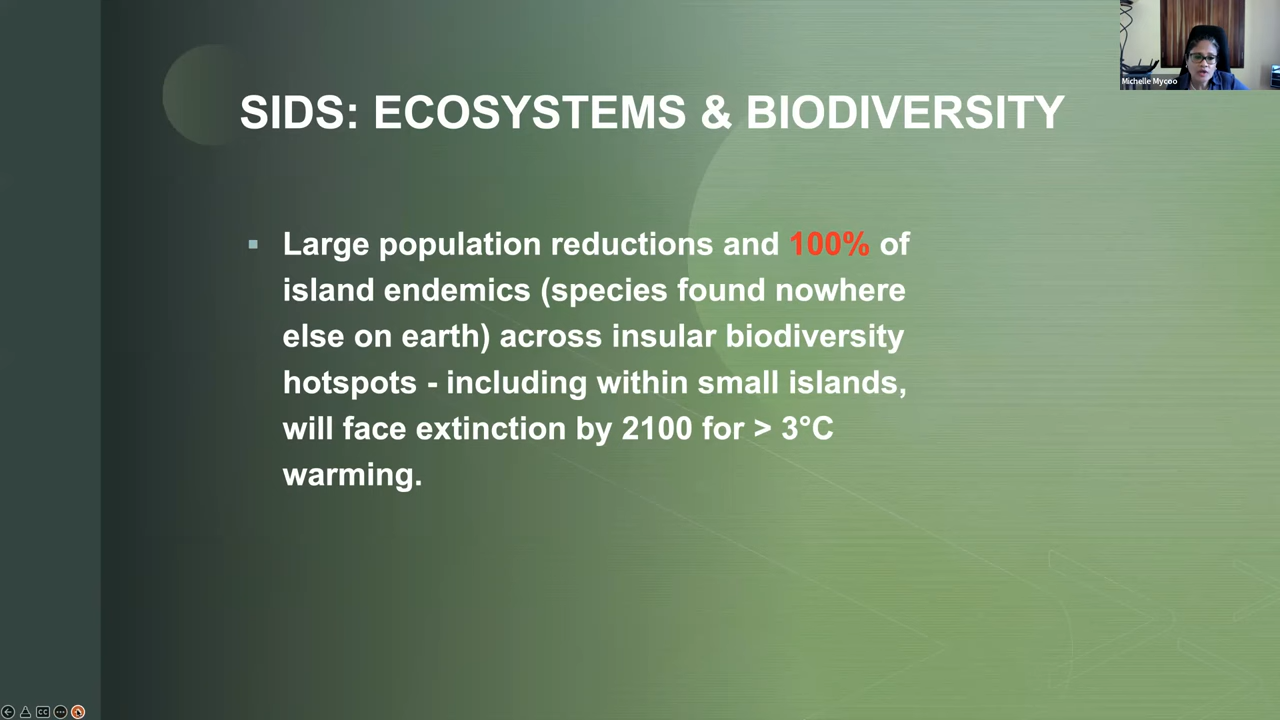 Michelle Mycoo
SIDS: ECOSYSTEMS & BIODIVERSITY
▪ Large population reductions and 100% of
island endemics (species found nowhere
else on earth) across insular biodiversity
hotspots - including within small islands,
will face extinction by 2100 for > 3°C
warming.
CC